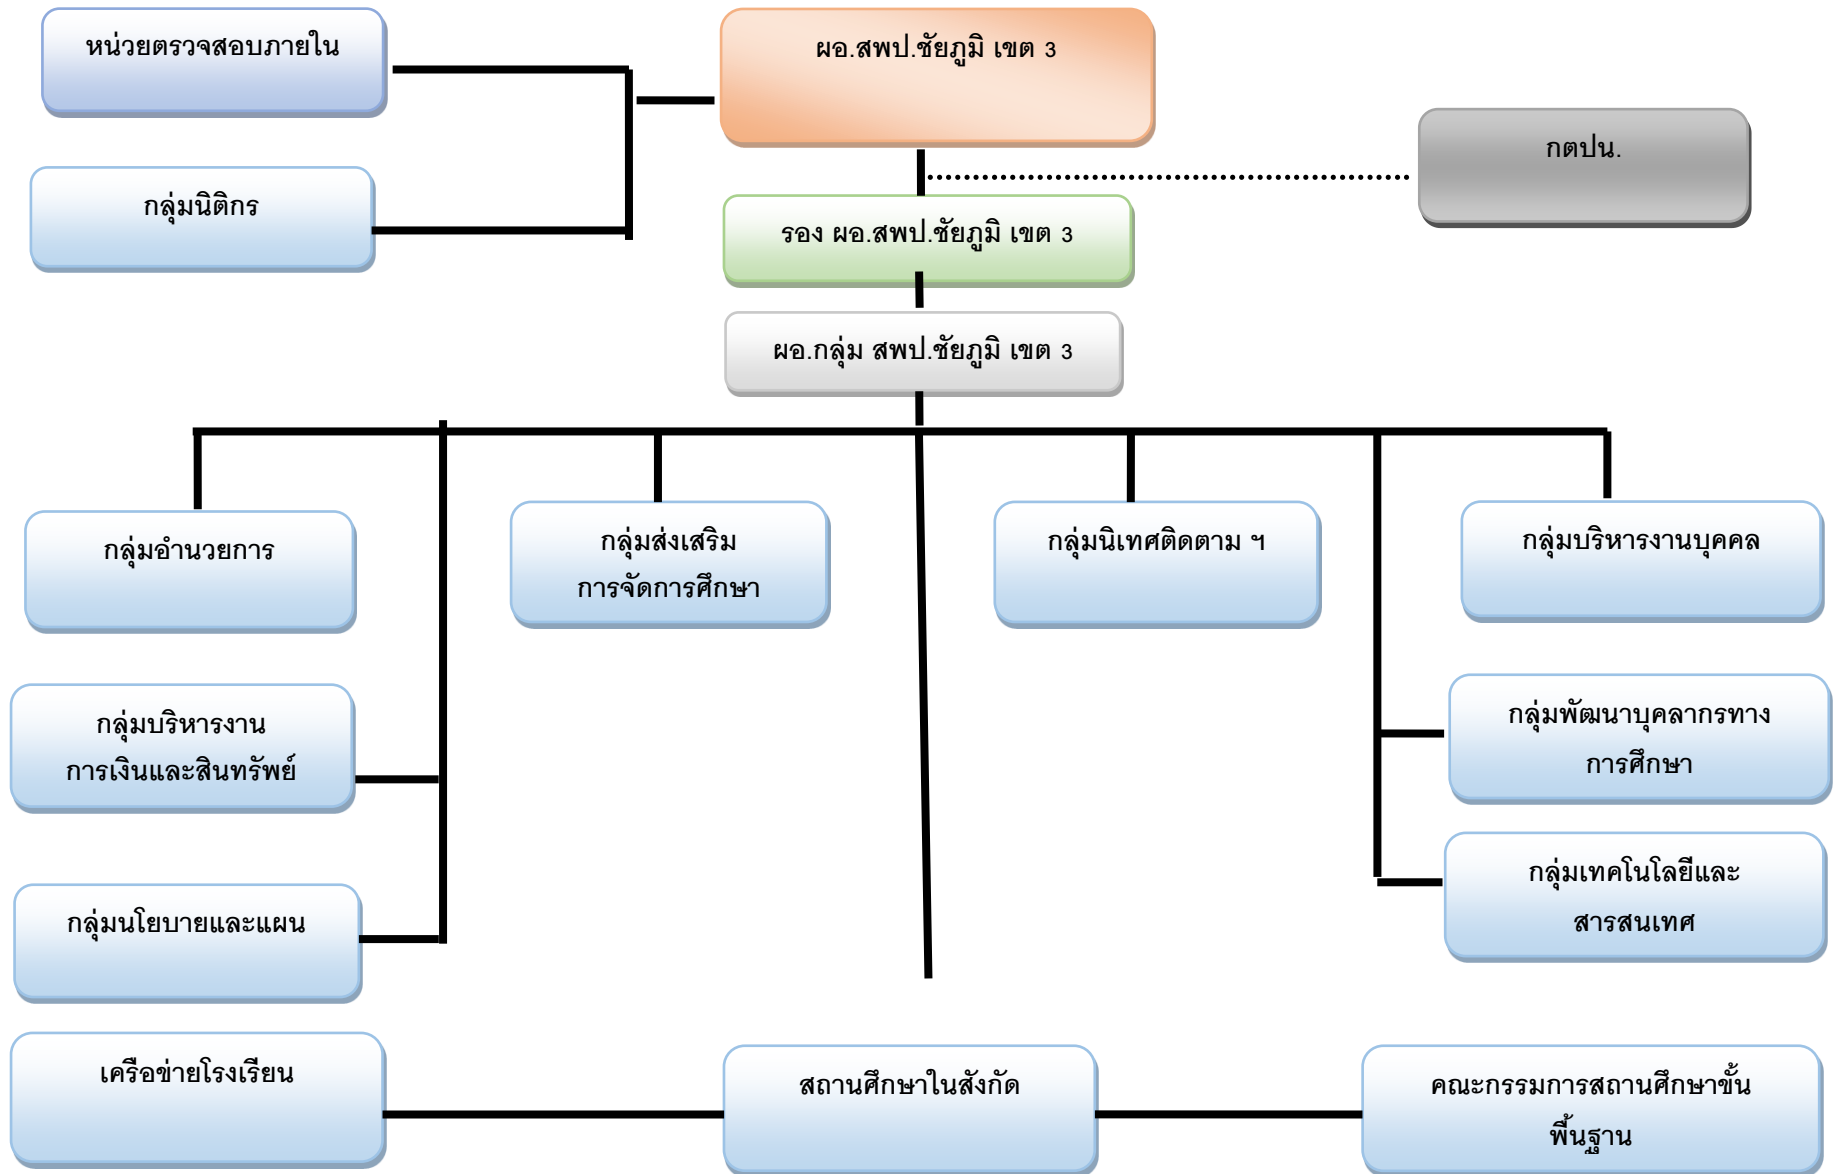 หน่วยตรวจสอบภายใน
ผอ.สพป.ชัยภูมิ เขต 3
กตปน.
กลุ่มนิติกร
รอง ผอ.สพป.ชัยภูมิ เขต 3
ผอ.กลุ่ม สพป.ชัยภูมิ เขต 3
กลุ่มอำนวยการ
กลุ่มส่งเสริม
การจัดการศึกษา
กลุ่มนิเทศติดตาม ฯ
กลุ่มบริหารงานบุคคล
กลุ่มบริหารงาน
การเงินและสินทรัพย์
กลุ่มพัฒนาบุคลากรทาง
การศึกษา
กลุ่มนโยบายและแผน
กลุ่มเทคโนโลยีและ
สารสนเทศ
เครือข่ายโรงเรียน
สถานศึกษาในสังกัด
คณะกรรมการสถานศึกษาขั้น
พื้นฐาน